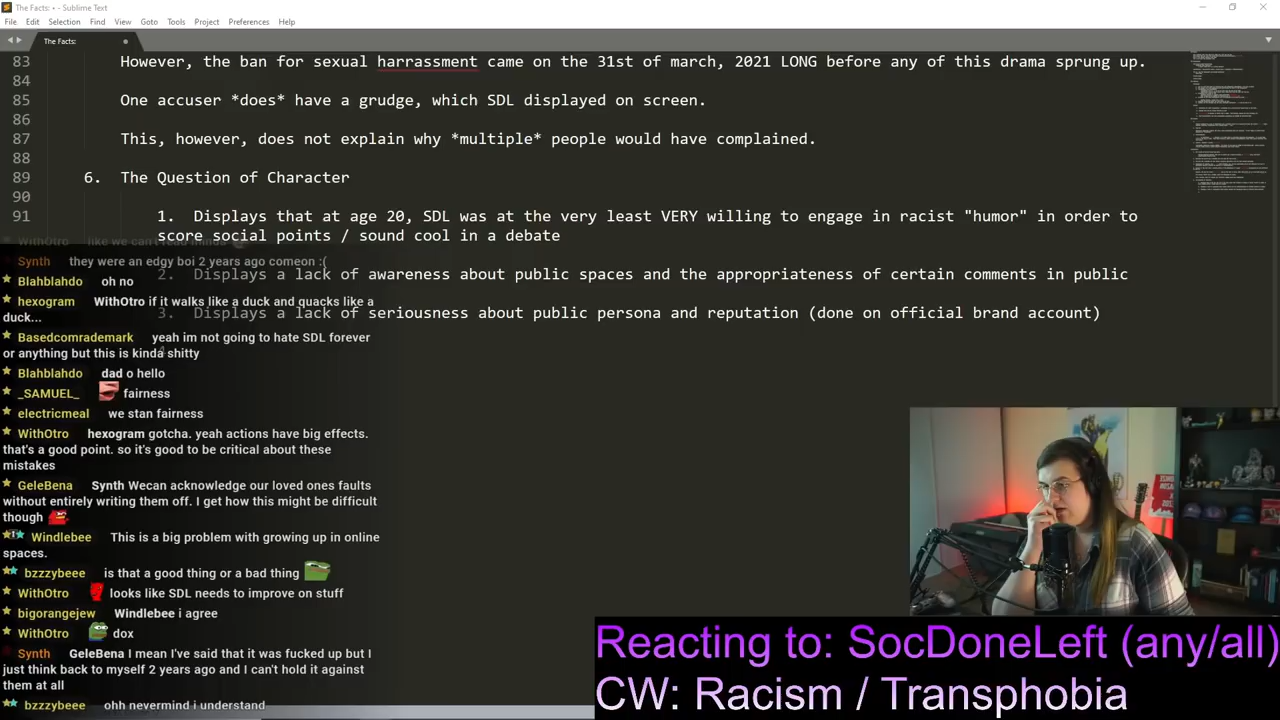 The Facts: • - Sublime Text
File Edit Selection Find View Goto Tools Project Preferences Help
The Facts:
83 However, the ban for sexual harrassment came on the 31st of march, 2021 LONG before any of this drama sprung up.
84
85 One accuser *does* have a grudge, which SDL displayed on screen.
86
87 This, however, does not explain why *multiple* people would have complained.
88
89 6. The Question of Character
90
91 1. Displays that at age 20, SDL was at the very least VERY willing to engage in racist "humor" in order to
score social points / sound cool in a debate
2. Displays a lack of awareness about public spaces and the appropriateness of certain comments in public
3. Displays a lack of seriousness about public persona and reputation (done on official brand account)
WithOtro like we can't read minds
Synth they were an edgy boi 2 years ago comeon :(
Blahblahdo oh no
hexogram WithOtro if it walks like a duck and quacks like a
duck...
Basedcomrademark yeah im not going to hate SDL forever
or anything but this is kinda shitty
Blahblahdo dad o hello
_SAMUEL_ fairness
electricmeal we stan fairness
WithOtro hexogram gotcha. yeah actions have big effects.
that's a good point. so it's good to be critical about these
mistakes
GeleBena Synth Wecan acknowledge our loved ones faults
without entirely writing them off. I get how this might be difficult
though
Windlebee This is a big problem with growing up in online
spaces.
bzzzybeee is that a good thing or a bad thing
WithOtro looks like SDL needs to improve on stuff
bigorangejew Windlebee i agree
WithOtro dox
Synth GeleBena I mean I've said that it was fucked up but I
just think back to myself 2 years ago and I can't hold it against
them at all
bzzzybeee ohh nevermind i understand
Reacting to: SocDoneLeft (any/all)
CW: Racism / Transphobia